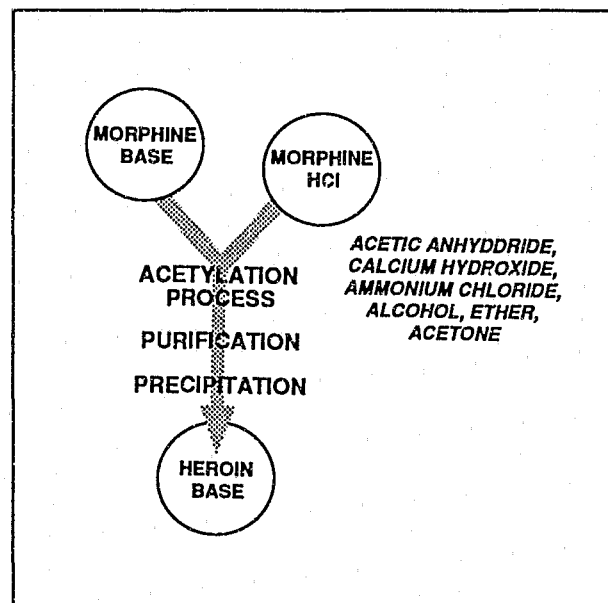 MORPHINE
BASE
MORPHINE
HCl
ACETYLATION
PROCESS
PURIFICATION
PRECIPITATION
HEROIN
BASE
ACETIC ANHYDDRIDE,
CALCIUM HYDROXIDE,
AMMONIUM CHLORIDE,
ALCOHOL, ETHER,
ACETONE